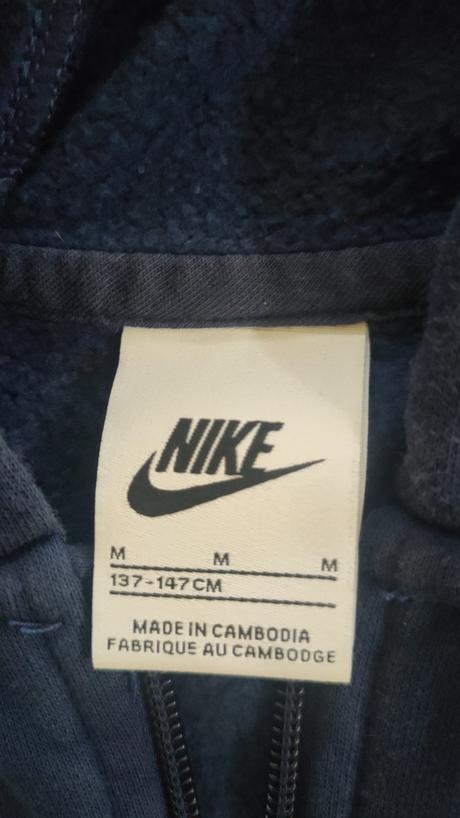 NIKE
M M M
137-147CM
MADE IN CAMBODIA
FABRIQUE AU CAMBODGE